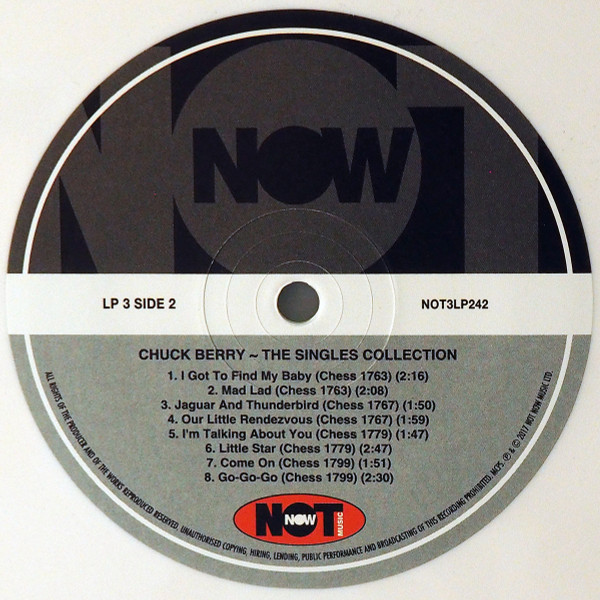 NOT
NOW
LP 3 SIDE 2
NOT3LP242
CHUCK BERRY ~ THE SINGLES COLLECTION
1. I Got To Find My Baby (Chess 1763) (2:16)
2. Mad Lad (Chess 1763) (2:08)
3. Jaguar And Thunderbird (Chess 1767) (1:50)
4. Our Little Rendezvous (Chess 1767) (1:59)
5. I'm Talking About You (Chess 1779) (1:47)
6. Little Star (Chess 1779) (2:47)
7. Come On (Chess 1799) (1:51)
8. Go-Go-Go (Chess 1799) (2:30)
NOT NOW MUSIC
ALL RIGHTS OF THE PRODUCER AND OF THE WORKS REPRODUCED RESERVED. UNAUTHORISED COPYING, HIRING, LENDING, PUBLIC PERFORMANCE AND BROADCASTING OF THIS RECORDING PROHIBITED. MCPS. ℗ & © 2017 NOT NOW MUSIC LTD.